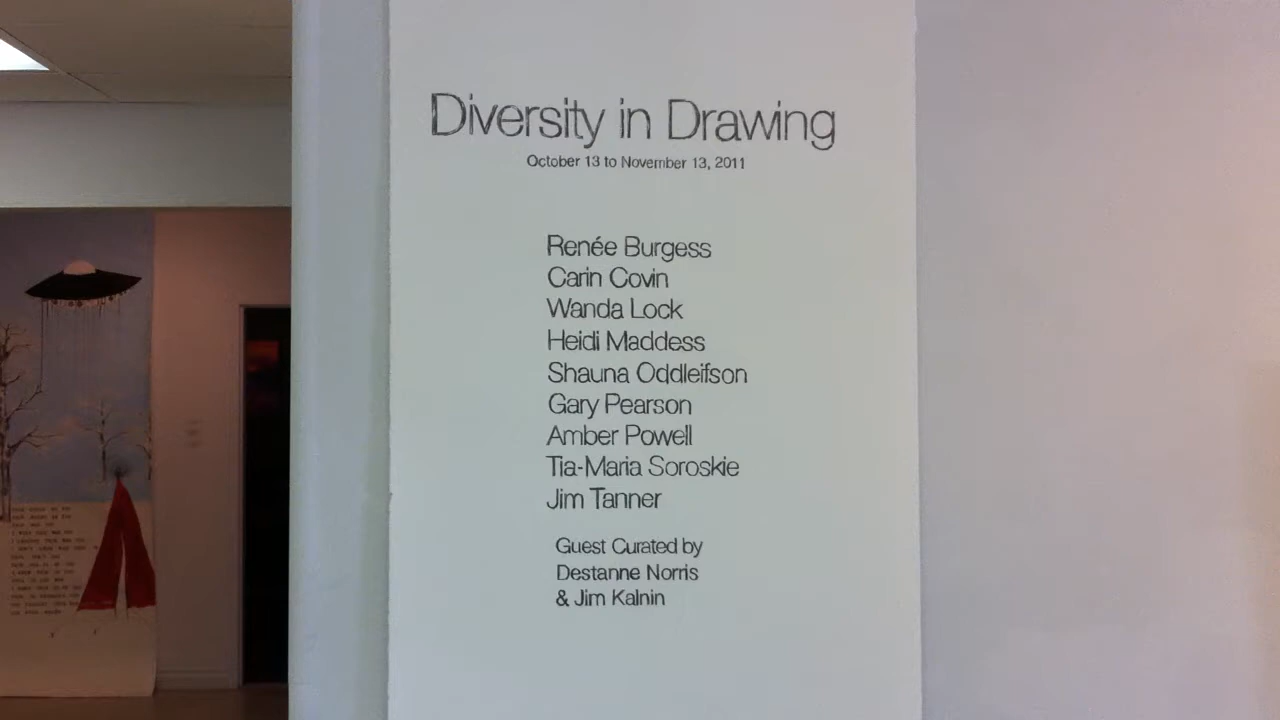 Diversity in Drawing
October 13 to November 13, 2011
Renée Burgess
Carin Covin
Wanda Lock
Heidi Maddess
Shauna Oddleifson
Gary Pearson
Amber Powell
Tia-Maria Soroskie
Jim Tanner
Guest Curated by
Destanne Norris
& Jim Kalnin